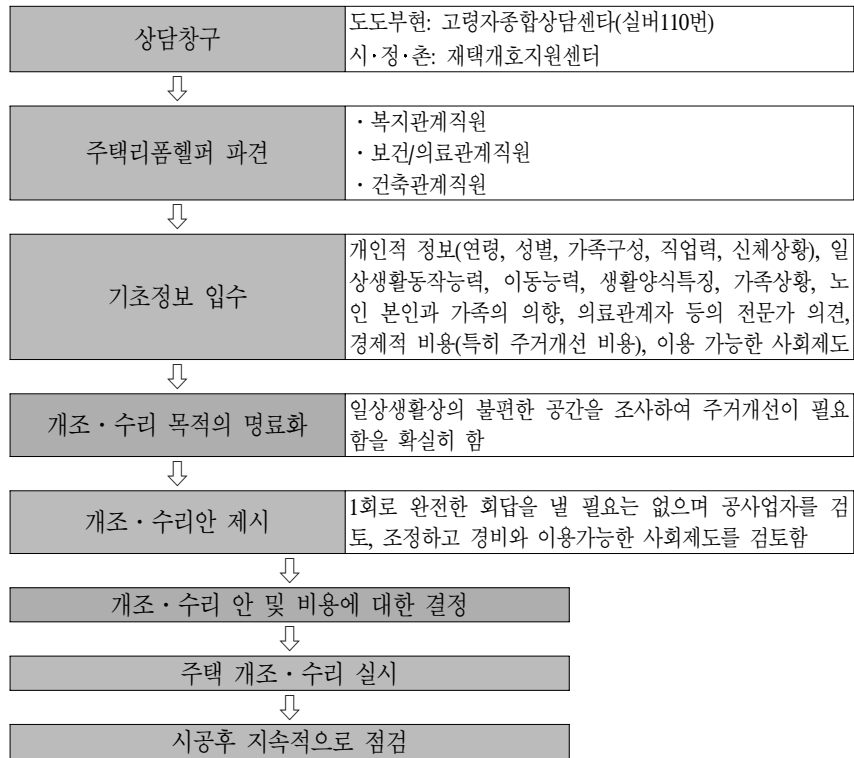 상담창구
도도부현: 고령자종합상담센타(실버110번)
시·정·촌: 재택개호지원센터
주택리폼헬퍼 파견
·복지관계직원
·보건/의료관계직원
·건축관계직원
기초정보 입수
개인적 정보(연령, 성별, 가족구성, 직업력, 신체상황), 일
상생활동작능력, 이동능력, 생활양식특징, 가족상황, 노
인 본인과 가족의 의향, 의료관계자 등의 전문가 의견,
경제적 비용(특히 주거개선 비용), 이용 가능한 사회제도
개조·수리 목적의 명료화
일상생활상의 불편한 공간을 조사하여 주거개선이 필요
함을 확실히 함
개조·수리안 제시
1회로 완전한 회답을 낼 필요는 없으며 공사업자를 검
토, 조정하고 경비와 이용가능한 사회제도를 검토함
개조·수리 안 및 비용에 대한 결정
주택 개조·수리 실시
시공후 지속적으로 점검